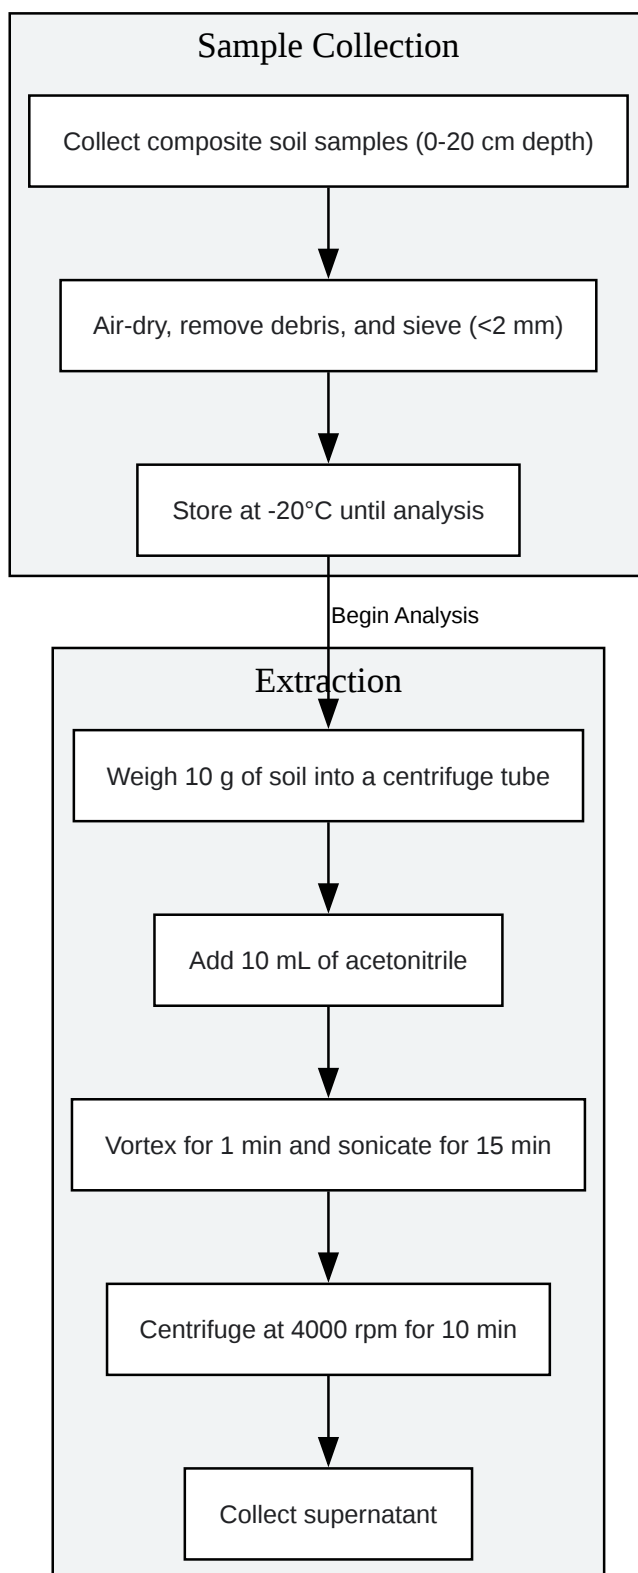 Sample Collection
Collect composite soil samples (0-20 cm depth)
Air-dry, remove debris, and sieve (<2 mm)
Store at -20°C until analysis
Begin Analysis
Extraction
Weigh 10 g of soil into a centrifuge tube
Add 10 mL of acetonitrile
Vortex for 1 min and sonicate for 15 min
Centrifuge at 4000 rpm for 10 min
Collect supernatant